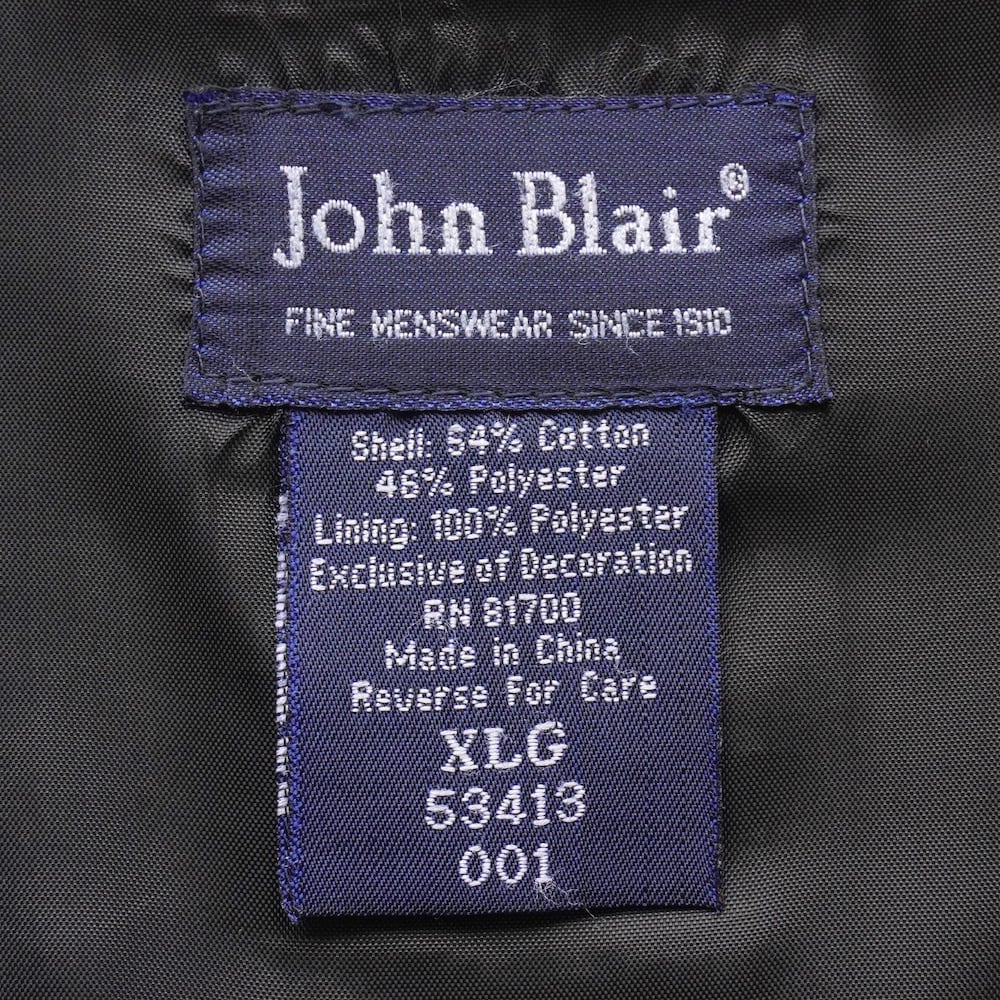 John Blair®
FINE MENSWEAR SINCE 1910
Shell: 54% Cotton
46% Polyester
Lining: 100% Polyester
Exclusive of Decoration
RN 81700
Made in China
Reverse For Care
XLG
53413
001